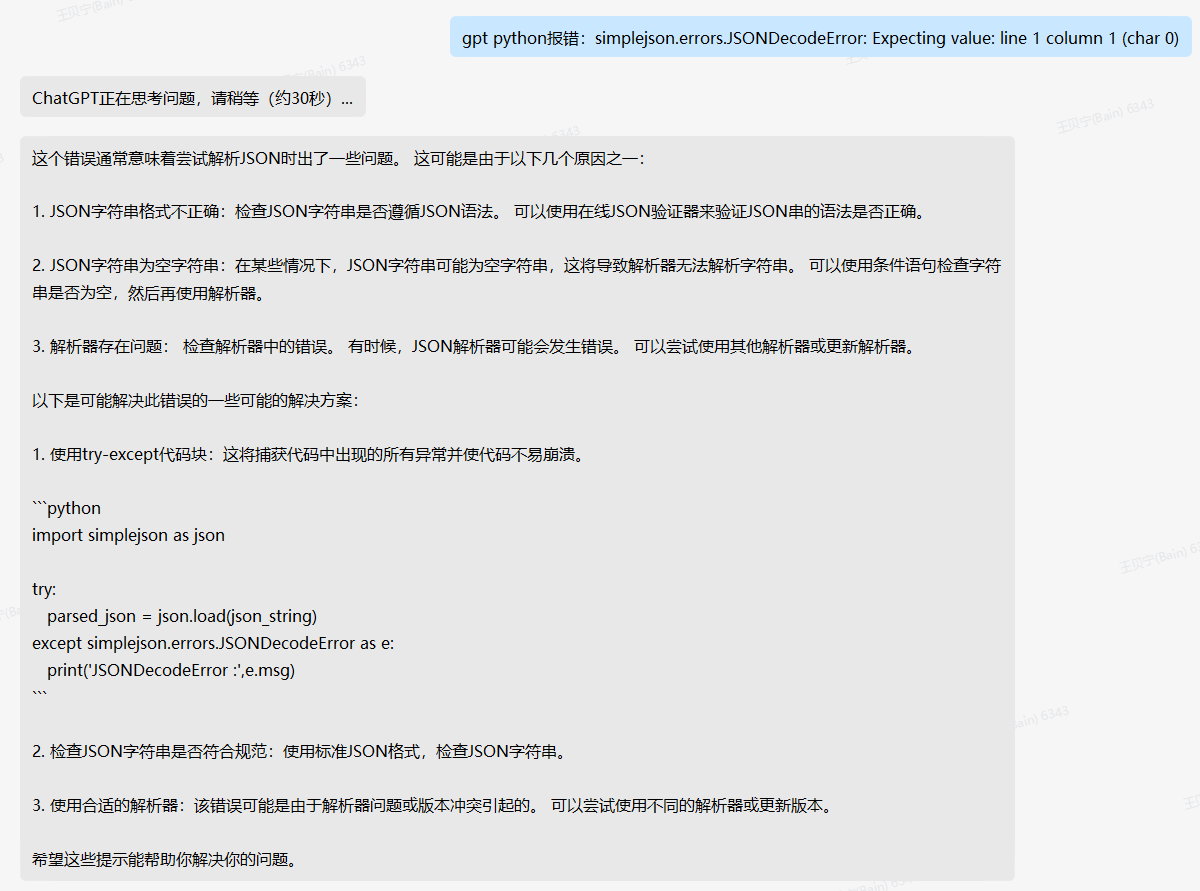 gpt python报错：simplejson.errors.JSONDecodeError: Expecting value: line 1 column 1 (char 0)
ChatGPT正在思考问题，请稍等（约30秒）...
这个错误通常意味着尝试解析JSON时出了一些问题。 这可能是由于以下几个原因之一：
1. JSON字符串格式不正确：检查JSON字符串是否遵循JSON语法。 可以使用在线JSON验证器来验证JSON串的语法是否正确。
2. JSON字符串为空字符串：在某些情况下，JSON字符串可能为空字符串，这将导致解析器无法解析字符串。 可以使用条件语句检查字符
串是否为空，然后再使用解析器。
3. 解析器存在问题： 检查解析器中的错误。 有时候，JSON解析器可能会发生错误。 可以尝试使用其他解析器或更新解析器。
以下是可能解决此错误的一些可能的解决方案：
1. 使用try-except代码块：这将捕获代码中出现的所有异常并使代码不易崩溃。
```python
import simplejson as json
try:
parsed_json = json.load(json_string)
except simplejson.errors.JSONDecodeError as e:
print('JSONDecodeError :',e.msg)
```
2. 检查JSON字符串是否符合规范：使用标准JSON格式，检查JSON字符串。
3. 使用合适的解析器：该错误可能是由于解析器问题或版本冲突引起的。 可以尝试使用不同的解析器或更新版本。
希望这些提示能帮助你解决你的问题。
王贝宁(Bain) 6343